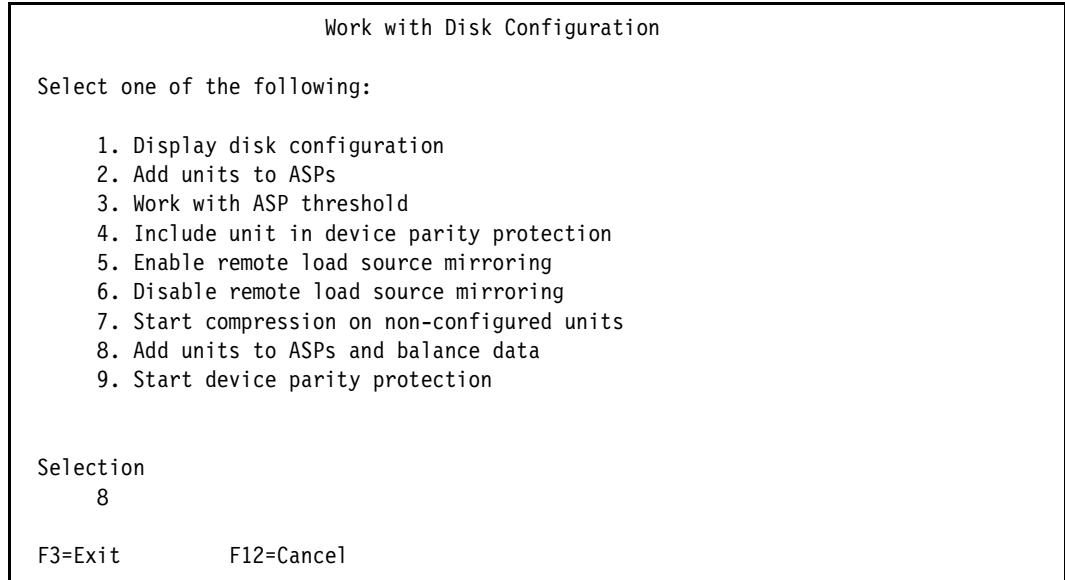 Work with Disk Configuration
Select one of the following:
1. Display disk configuration
2. Add units to ASPs
3. Work with ASP threshold
4. Include unit in device parity protection
5. Enable remote load source mirroring
6. Disable remote load source mirroring
7. Start compression on non-configured units
8. Add units to ASPs and balance data
9. Start device parity protection
Selection
8
F3=Exit F12=Cancel